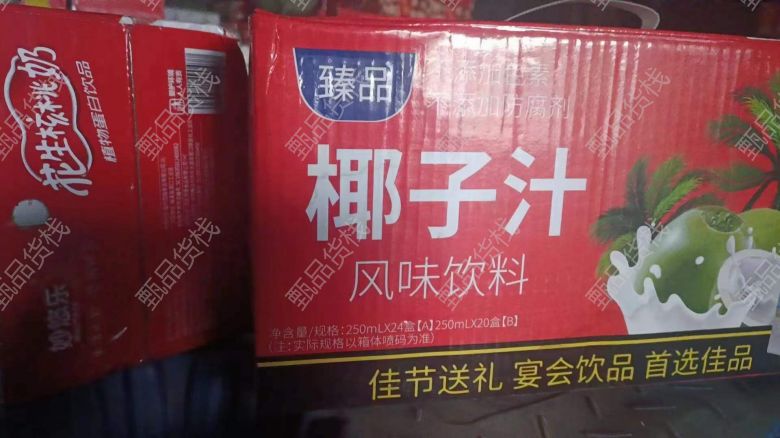 花生核桃奶
植物蛋白饮品
妙悠乐
臻品
添加色素
不添加防腐剂
椰子汁
风味饮料
净含量/规格:250mLX24盒【A】250mLX20盒【B】
(注:实际规格以箱体喷码为准)
佳节送礼 宴会饮品 首选佳品
甄品货栈